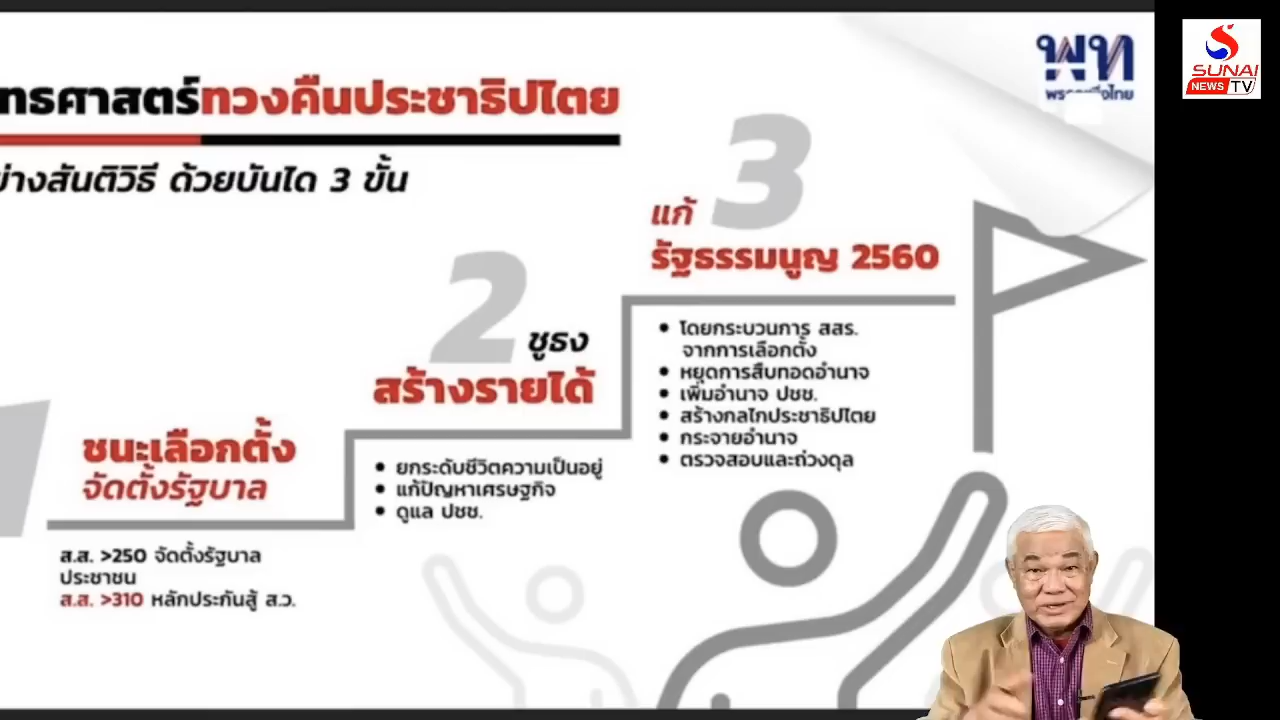 ทธศาสตร์ทวงคืนประชาธิปไตย
ย่างสันติวิธี ด้วยบันได 3 ขั้น
พท
SUNAI
NEWS TV
3
แก้
รัฐธรรมนูญ 2560
โดยกระบวนการ สสร.
จากการเลือกตั้ง
หยุดการสืบทอดอำนาจ
เพิ่มอำนาจ ปชช.
สร้างกลไกประชาธิปไตย
กระจายอำนาจ
ตรวจสอบและถ่วงดุล
2
ชูธง
สร้างรายได้
ยกระดับชีวิตความเป็นอยู่
แก้ปัญหาเศรษฐกิจ
ดูแล ปชช.
ชนะเลือกตั้ง
จัดตั้งรัฐบาล
ส.ส. >250 จัดตั้งรัฐบาล
ประชาชน
ส.ส. >310 หลักประกันสู้ ส.ว.